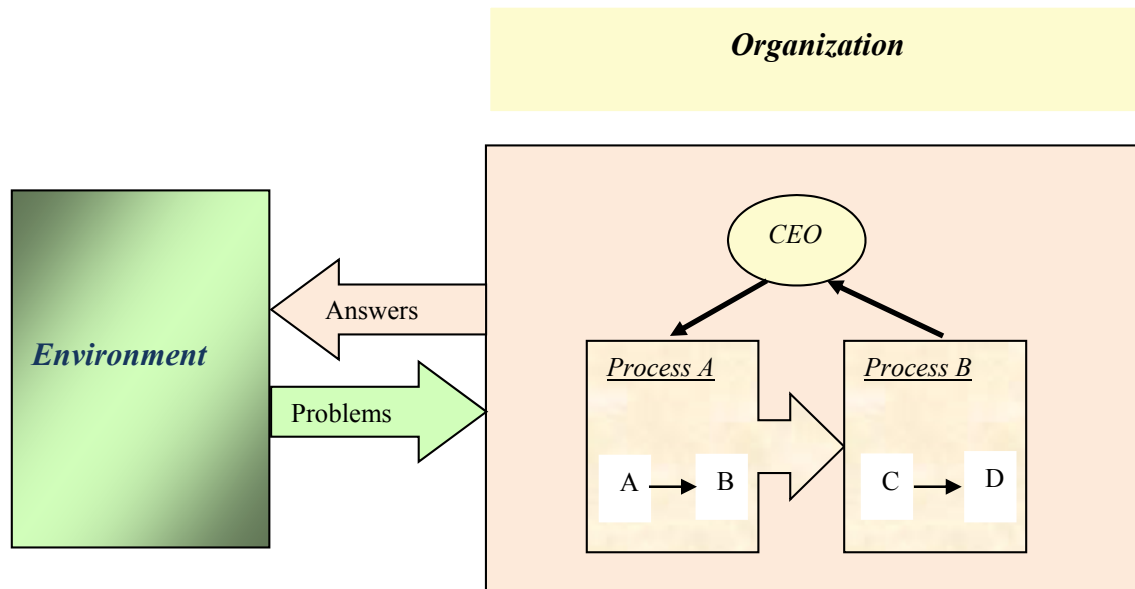 Organization
CEO
Answers
Environment
Problems
Process A
Process B
A
B
C
D